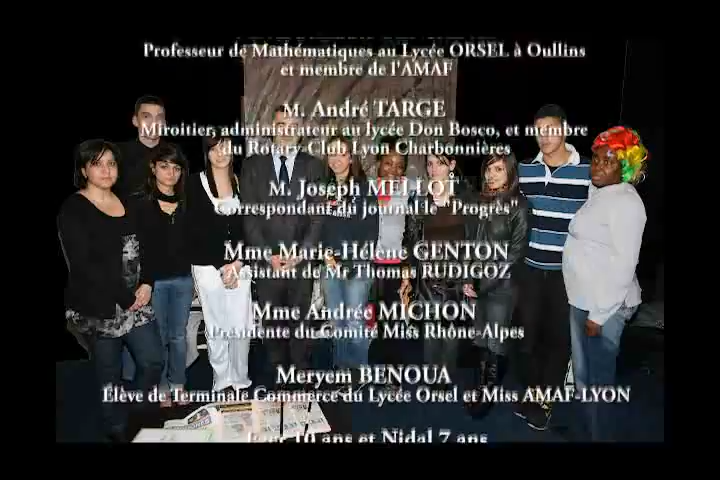 Professeur de Mathématiques au Lycée ORSEL à Oullins
et membre de l'AMAF
M. André TARGE
Miroitier, administrateur au lycée Don Bosco, et membre
du Rotary-Club Lyon Charbonnières
M. Joseph MELLOT
Correspondant du journal le "Progrès"
Mme Marie-Hélène GENTON
Assistant de Mr Thomas RUDIGOZ
Mme Andrée MICHON
Présidente du Comité Miss Rhône-Alpes
Meryem BENOUA
Élève de Terminale Commerce du Lycée Orsel et Miss AMAF-LYON
10 ans et Nidal 7 ans